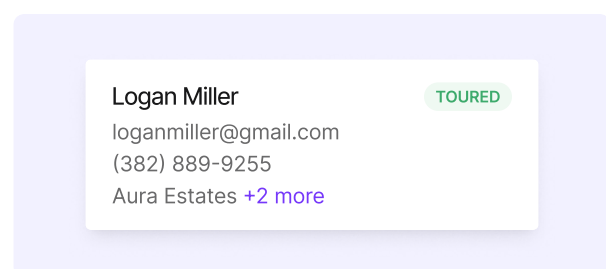 Logan Miller TOURED
loganmiller@gmail.com
(382) 889-9255
Aura Estates +2 more